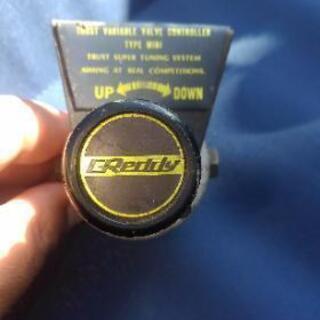 TRUST VARIABLE VALVE CONTROLLER
TYPE MINI
TRUST SUPER TUNING SYSTEM
AIMING AT REAL COMPETITIONS.
UP DOWN
GReddy